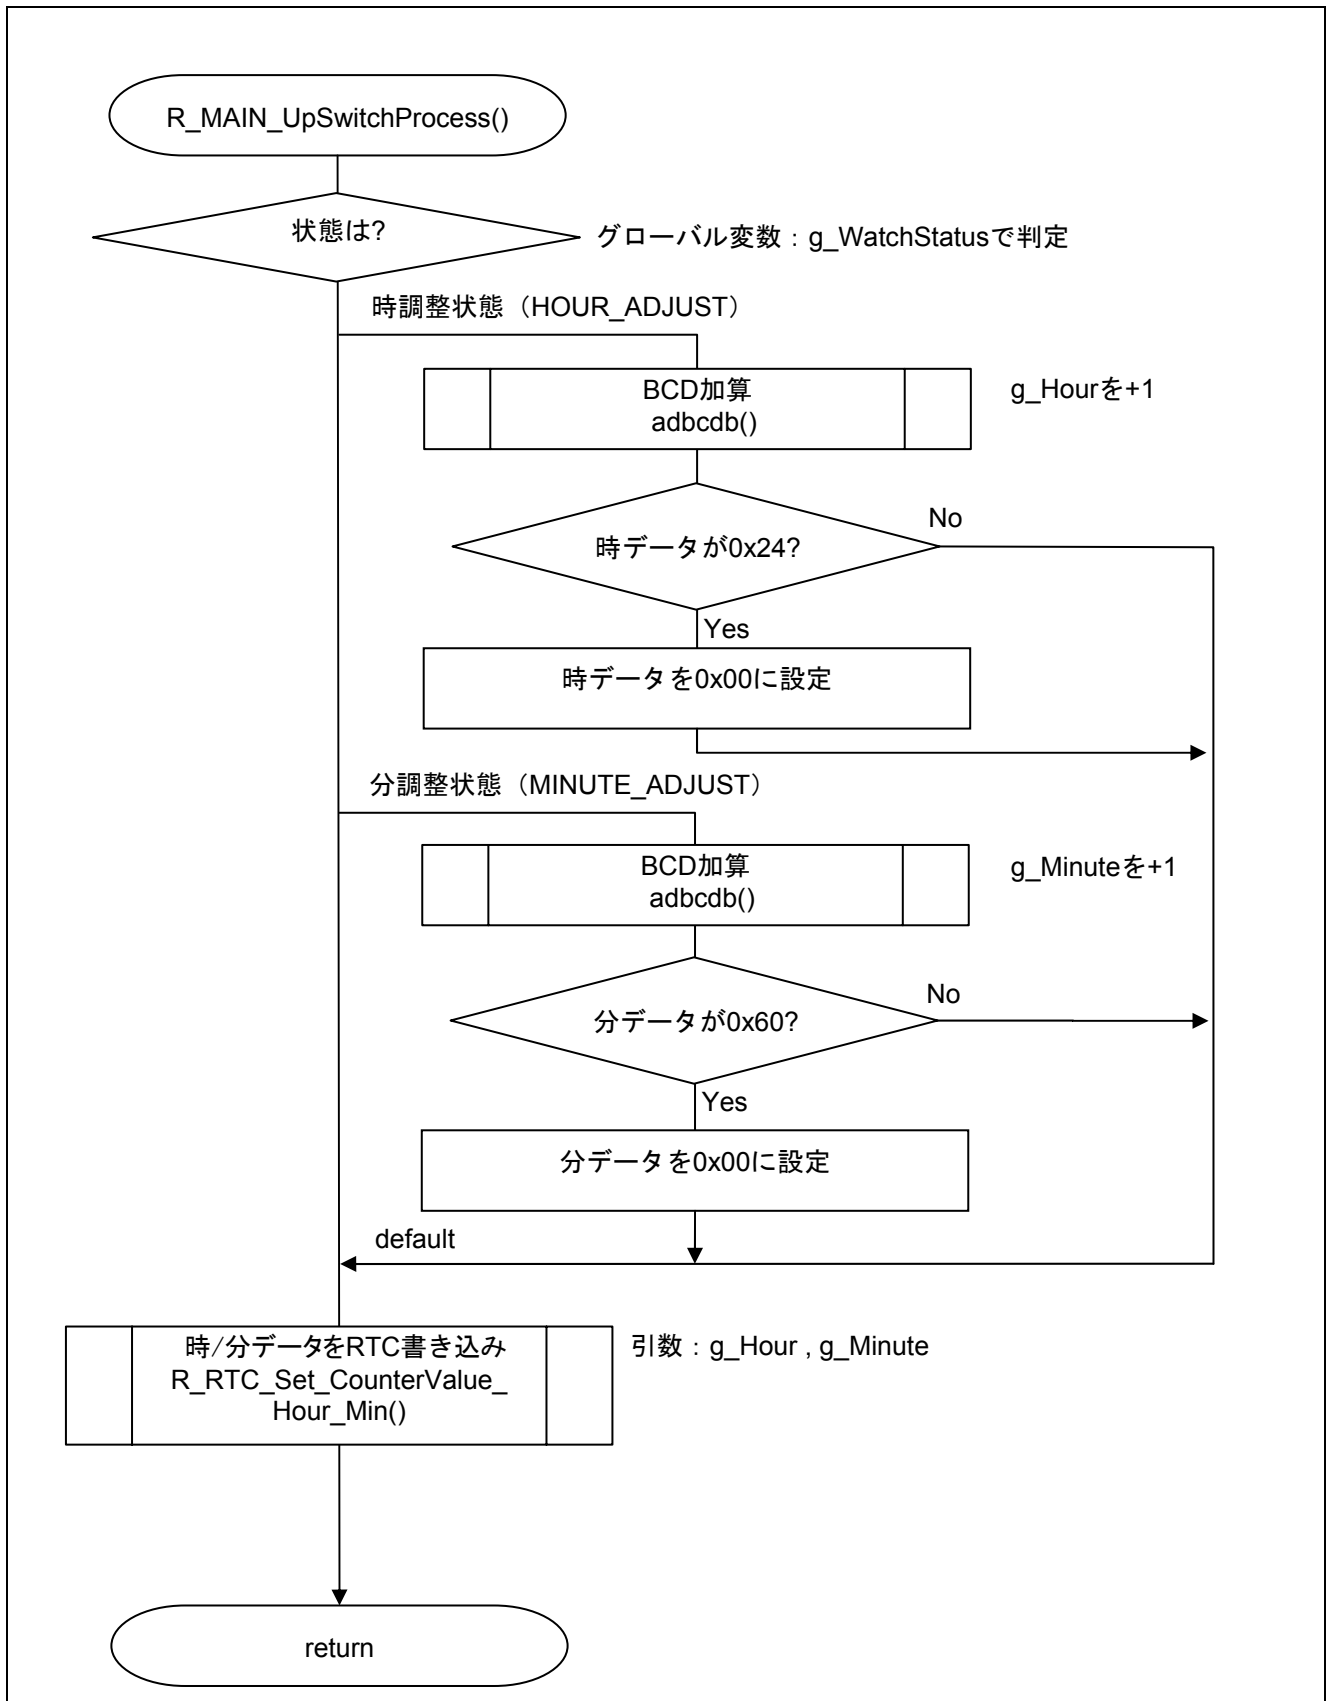 R_MAIN_UpSwitchProcess()
状態は?
グローバル変数：g_WatchStatusで判定
時調整状態（HOUR_ADJUST）
BCD加算
adbcdb()
g_Hourを+1
No
時データが0x24?
Yes
時データを0x00に設定
分調整状態（MINUTE_ADJUST）
BCD加算
adbcdb()
g_Minuteを+1
No
分データが0x60?
Yes
分データを0x00に設定
default
時/分データをRTC書き込み
R_RTC_Set_CounterValue_
Hour_Min()
引数：g_Hour , g_Minute
return